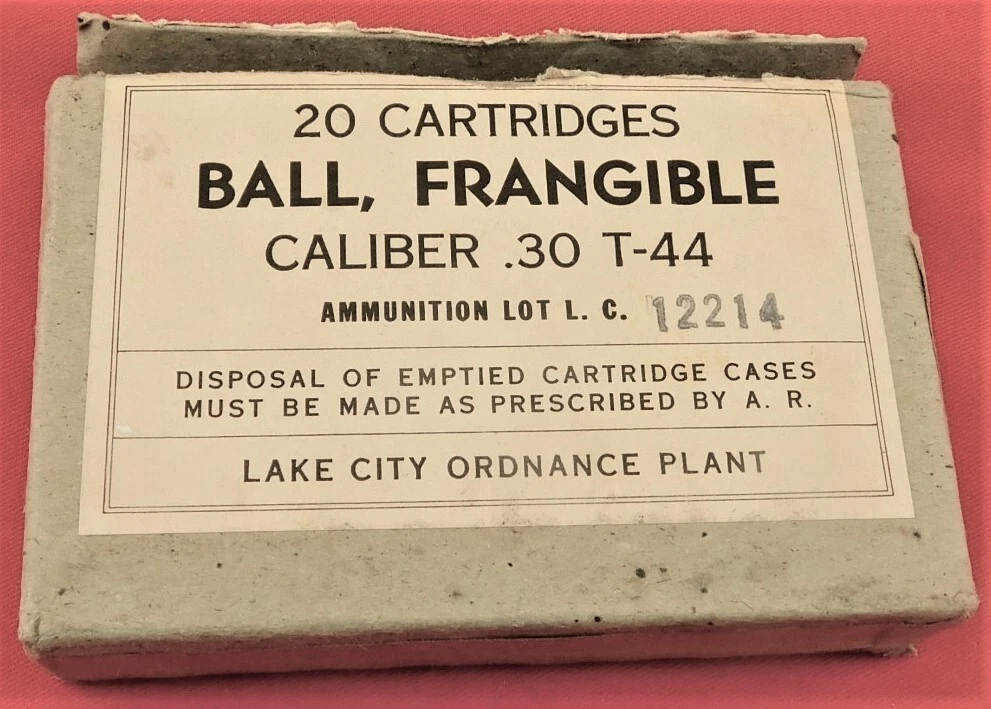 20 CARTRIDGES
BALL, FRANGIBLE
CALIBER .30 T-44
AMMUNITION LOT L. C. 12214
DISPOSAL OF EMPTIED CARTRIDGE CASES
MUST BE MADE AS PRESCRIBED BY A. R.
LAKE CITY ORDNANCE PLANT